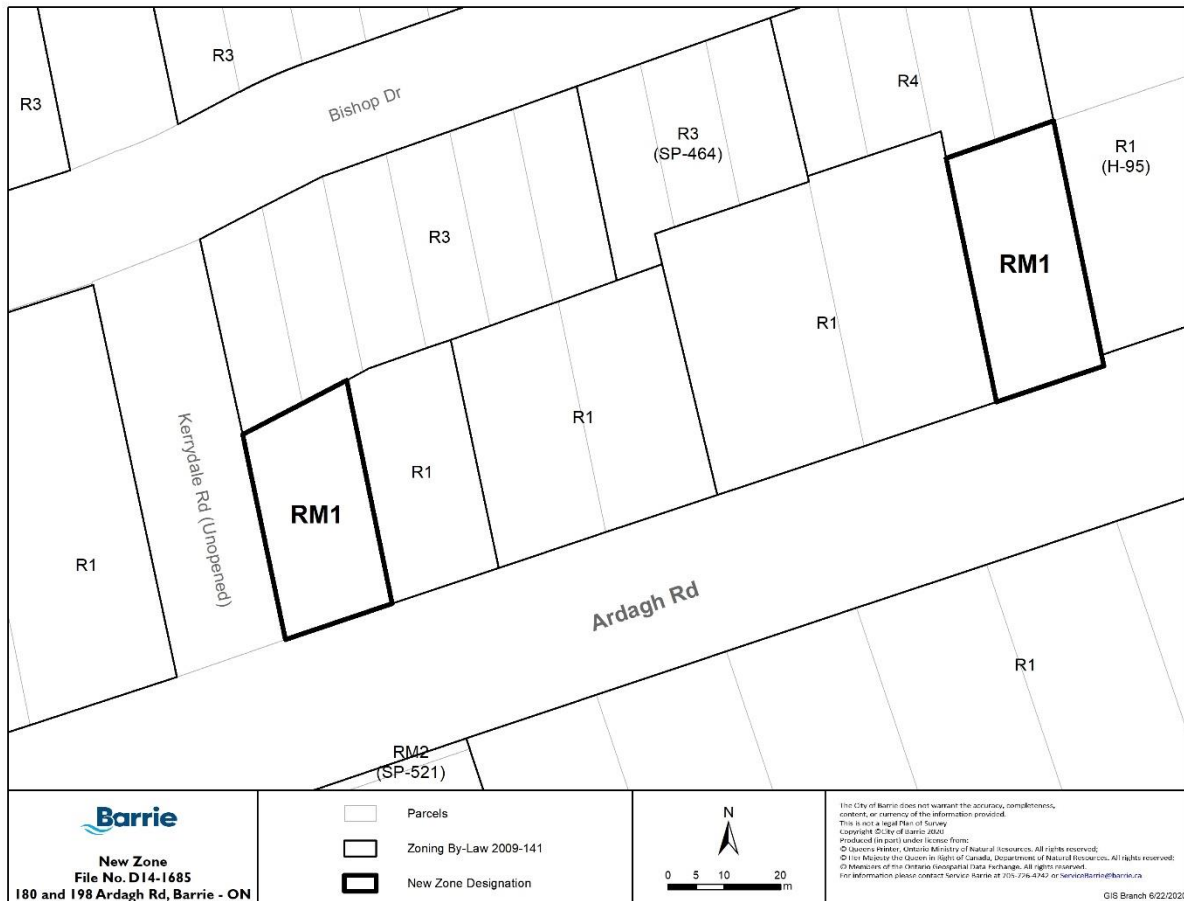 R3
R3
Bishop Dr
R4
R3
(SP-464)
R1
(H-95)
R3
RM1
R1
R1
Kerrydale Rd (Unopened)
R1
RM1
R1
Ardagh Rd
R1
RM2
(SP-521)
Barrie
New Zone
File No. D14-1685
180 and 198 Ardagh Rd, Barrie - ON
Parcels
Zoning By-Law 2009-141
New Zone Designation
N
0 5 10 20
m
The City of Barrie does not warrant the accuracy, completeness,
content, or currency of the information provided.
This is not a legal Plan of Survey
Copyright ©City of Barrie 2020
Produced (in part) under license from:
© Queens Printer, Ontario Ministry of Natural Resources. All rights reserved;
© Her Majesty the Queen in Right of Canada, Department of Natural Resources. All rights reserved;
© Members of the Ontario Geospatial Data Exchange. All rights reserved.
For information please contact Service Barrie at 705-726-4242 or ServiceBarrie@barrie.ca
GIS Branch 6/22/2020